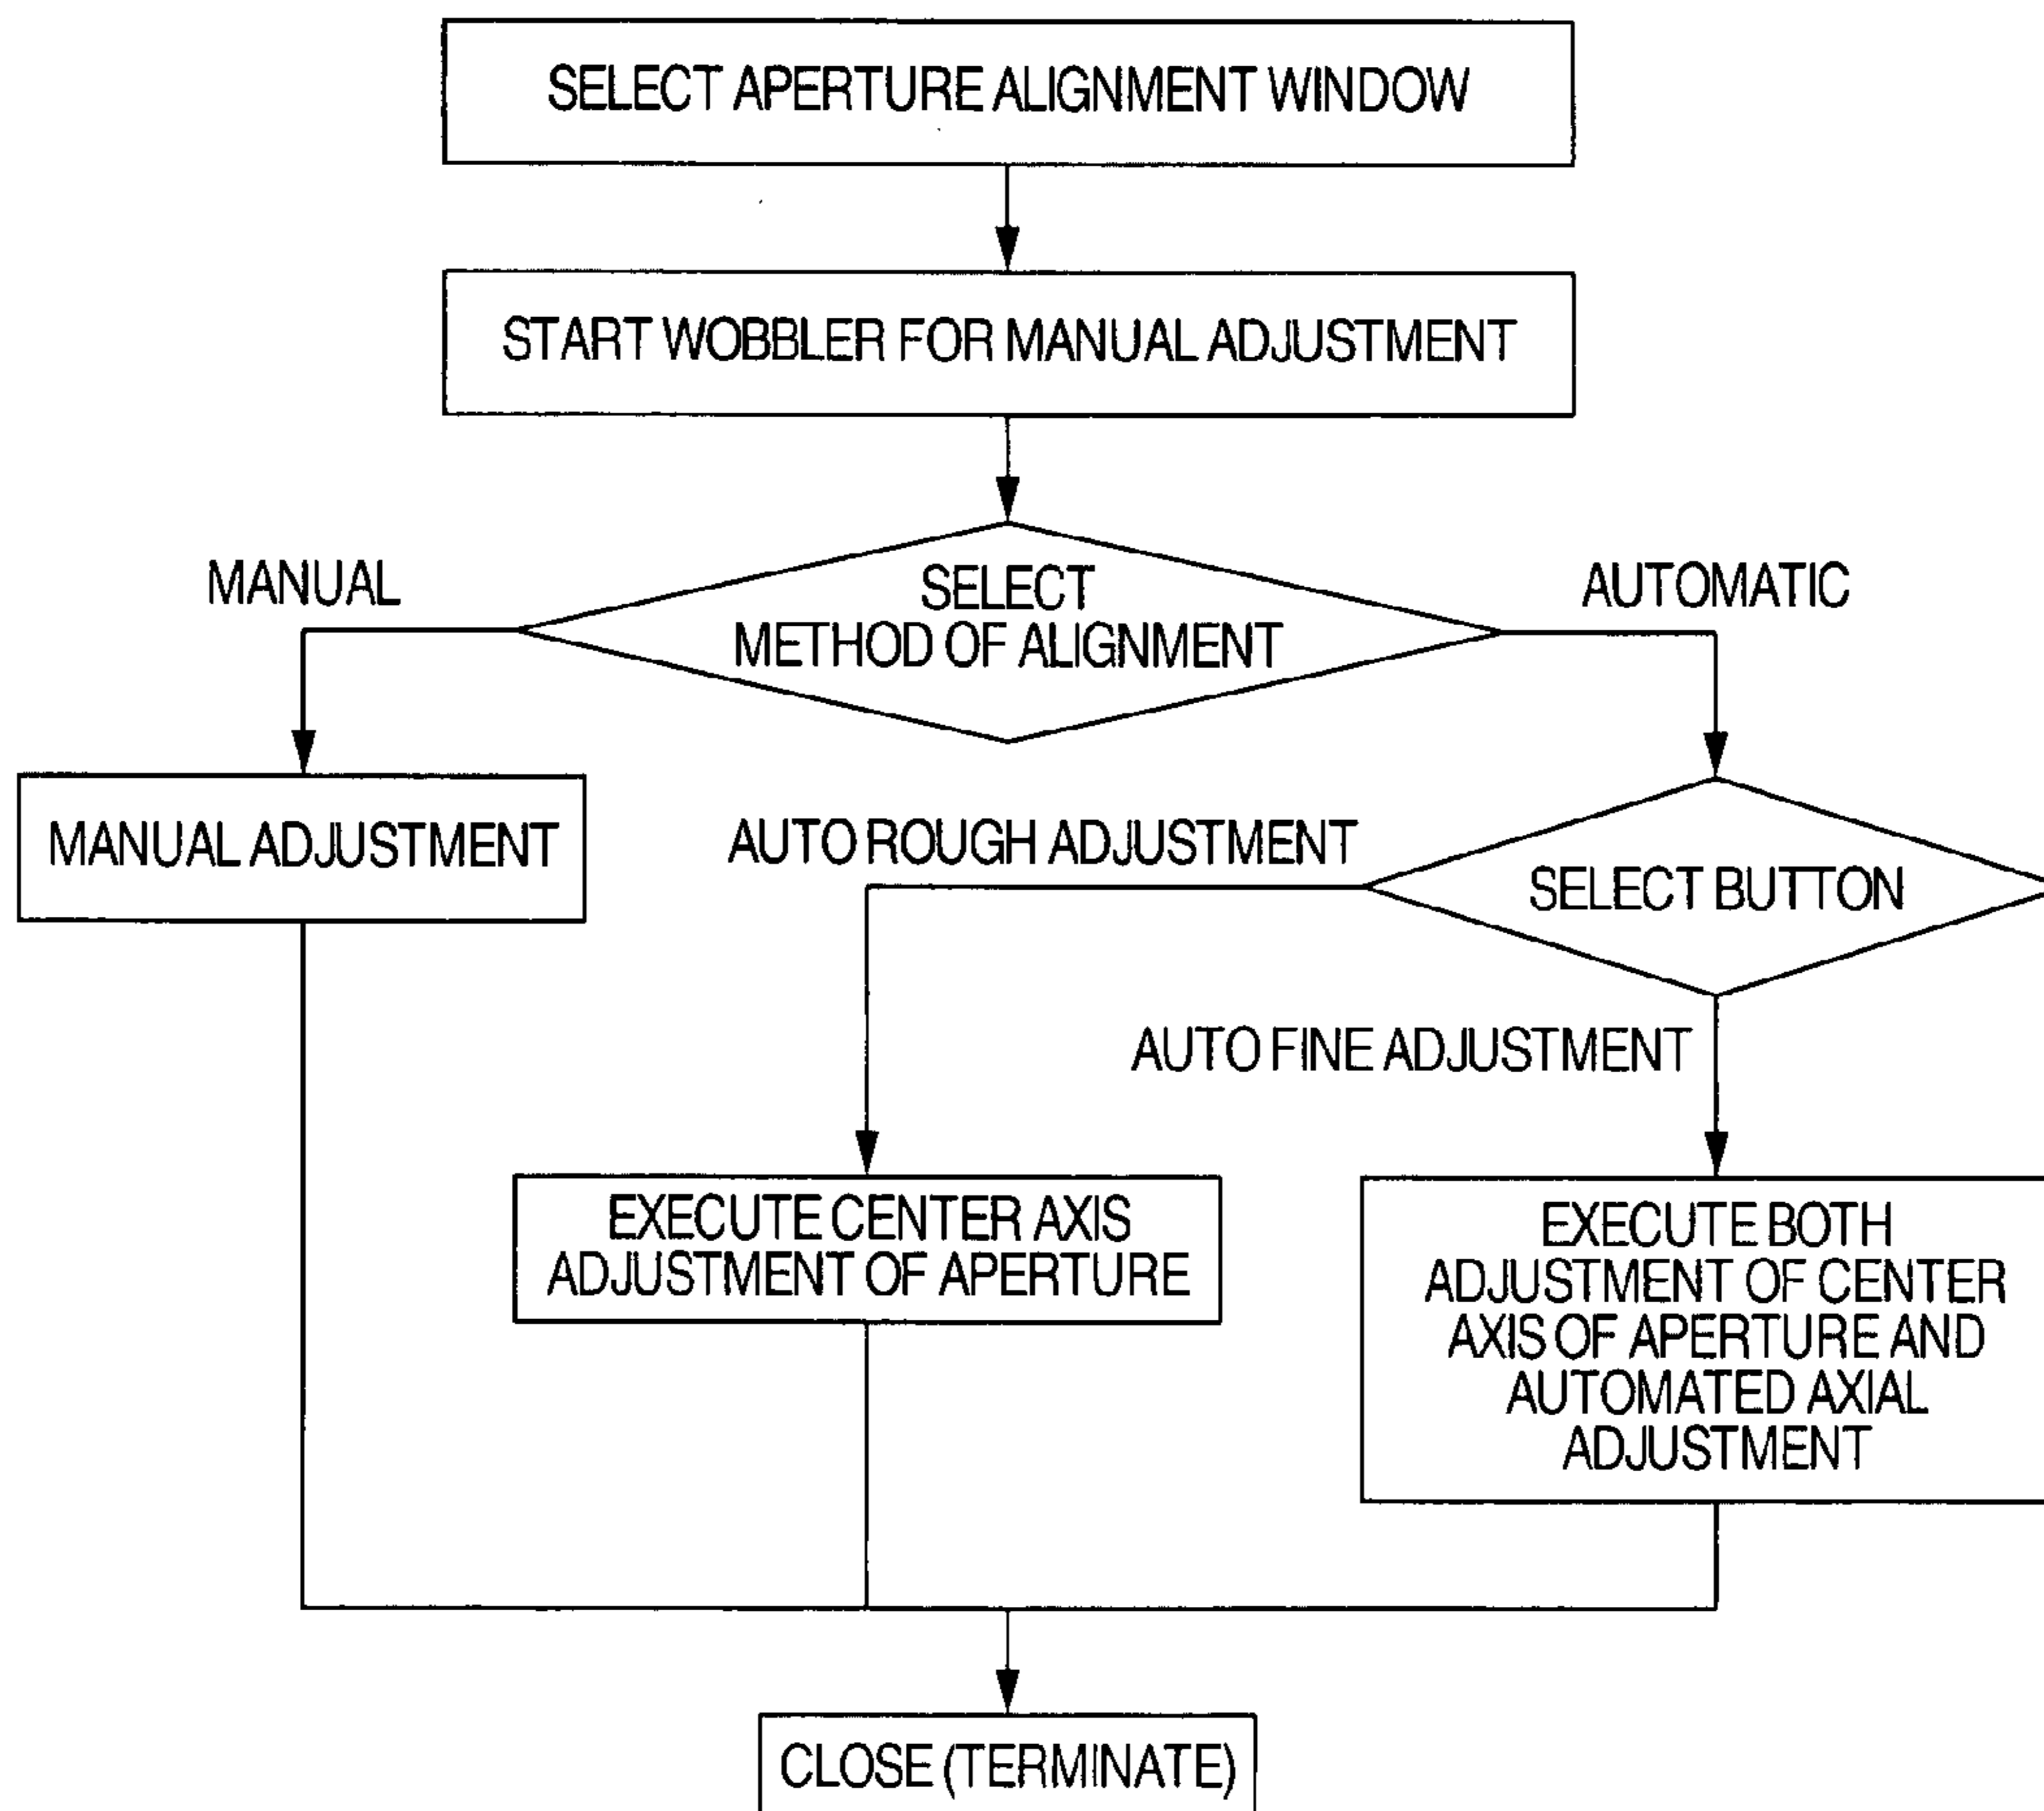 SELECT APERTURE ALIGNMENT WINDOW
START WOBBLER FOR MANUAL ADJUSTMENT
MANUAL
SELECT
METHOD OF ALIGNMENT
AUTOMATIC
MANUAL ADJUSTMENT
AUTO ROUGH ADJUSTMENT
SELECT BUTTON
AUTO FINE ADJUSTMENT
EXECUTE CENTER AXIS
ADJUSTMENT OF APERTURE
EXECUTE BOTH
ADJUSTMENT OF CENTER
AXIS OF APERTURE AND
AUTOMATED AXIAL
ADJUSTMENT
CLOSE (TERMINATE)